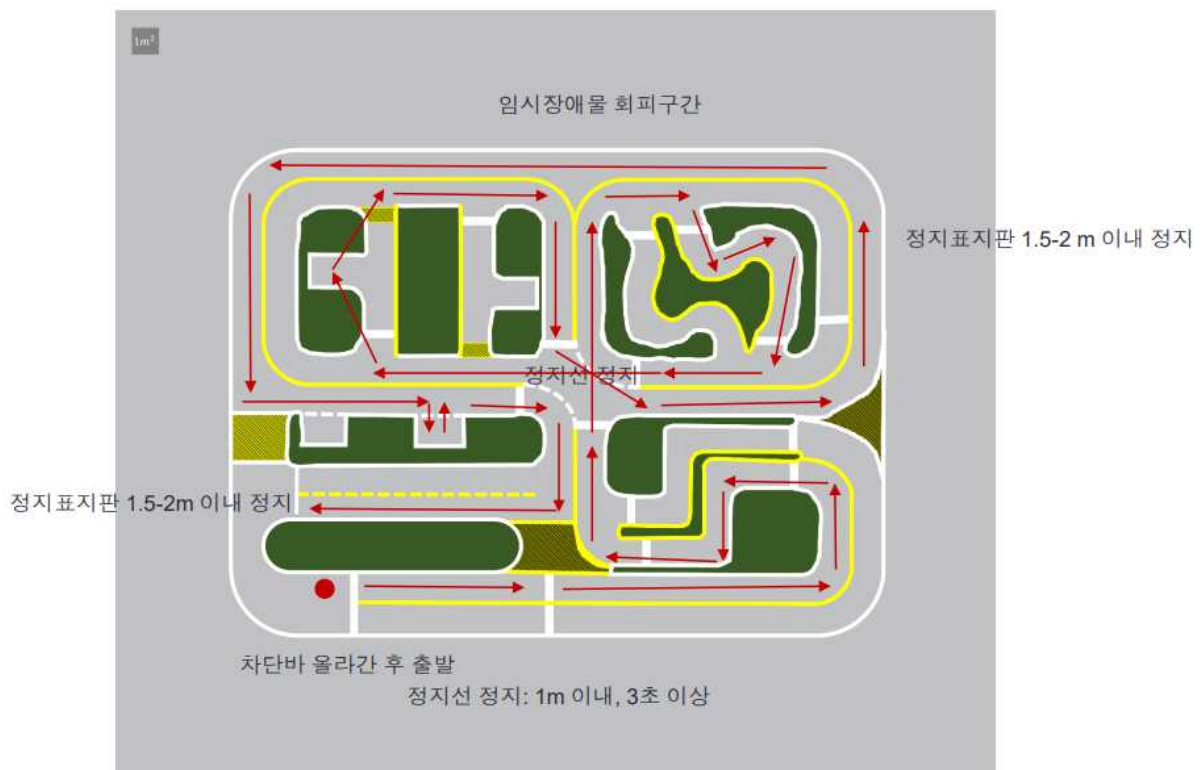 1m²
임시장애물 회피구간
정지표지판 1.5-2 m 이내 정지
정지선 정지
정지표지판 1.5-2m 이내 정지
차단바 올라간 후 출발
정지선 정지: 1m 이내, 3초 이상